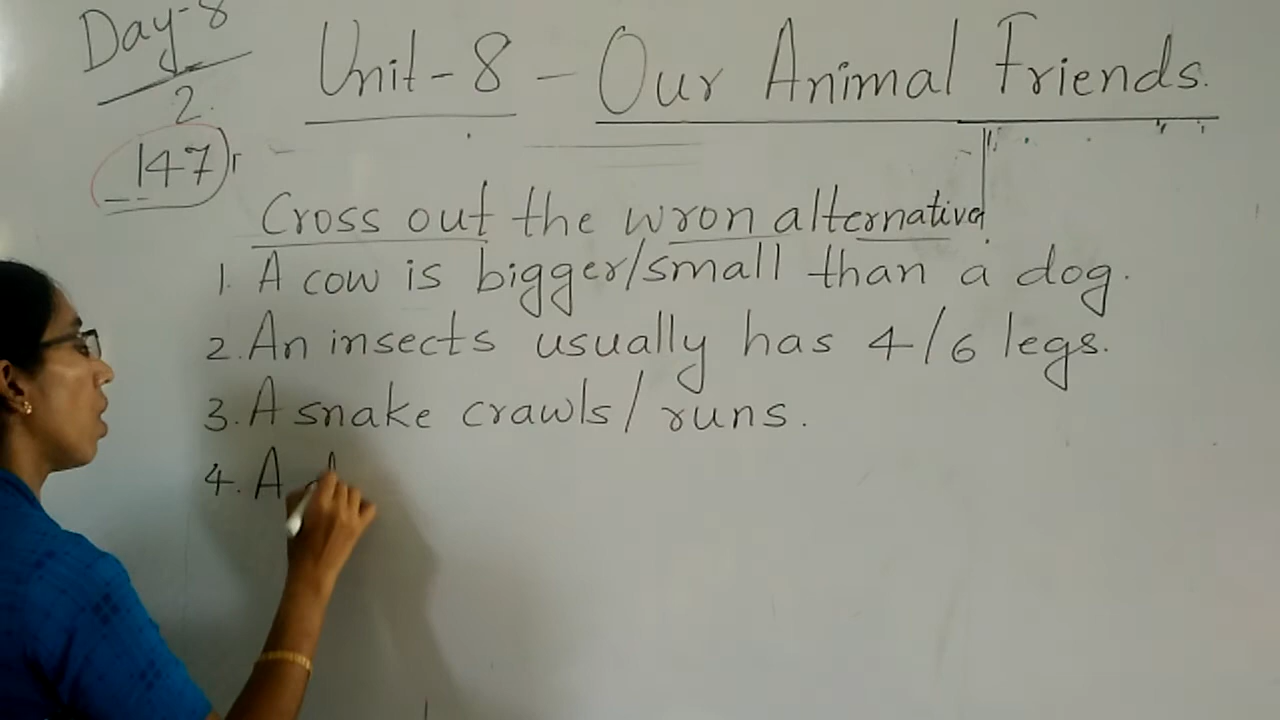 Day-8
2
147
Unit-8 - Our Animal Friends.
Cross out the wron alternative
1. A cow is bigger/small than a dog.
2. An insects usually has 4/6 legs.
3. A snake crawls/runs.
4. A